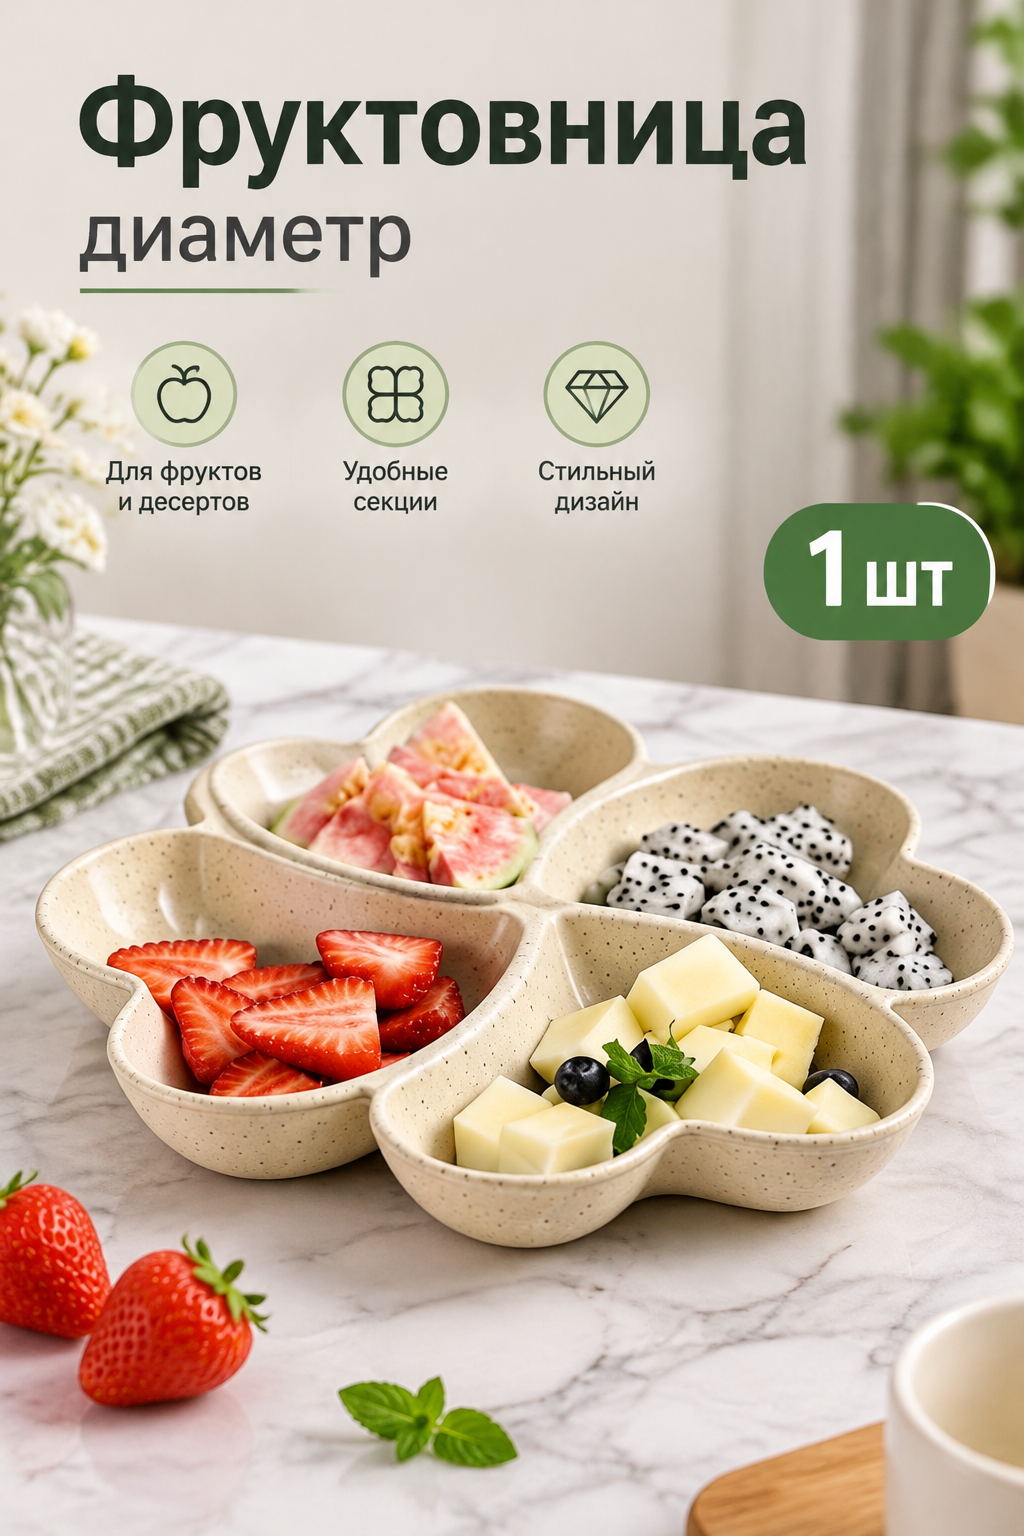 Фруктовница
диаметр
Для фруктов
и десертов
Удобные
секции
Стильный
дизайн
1 шт